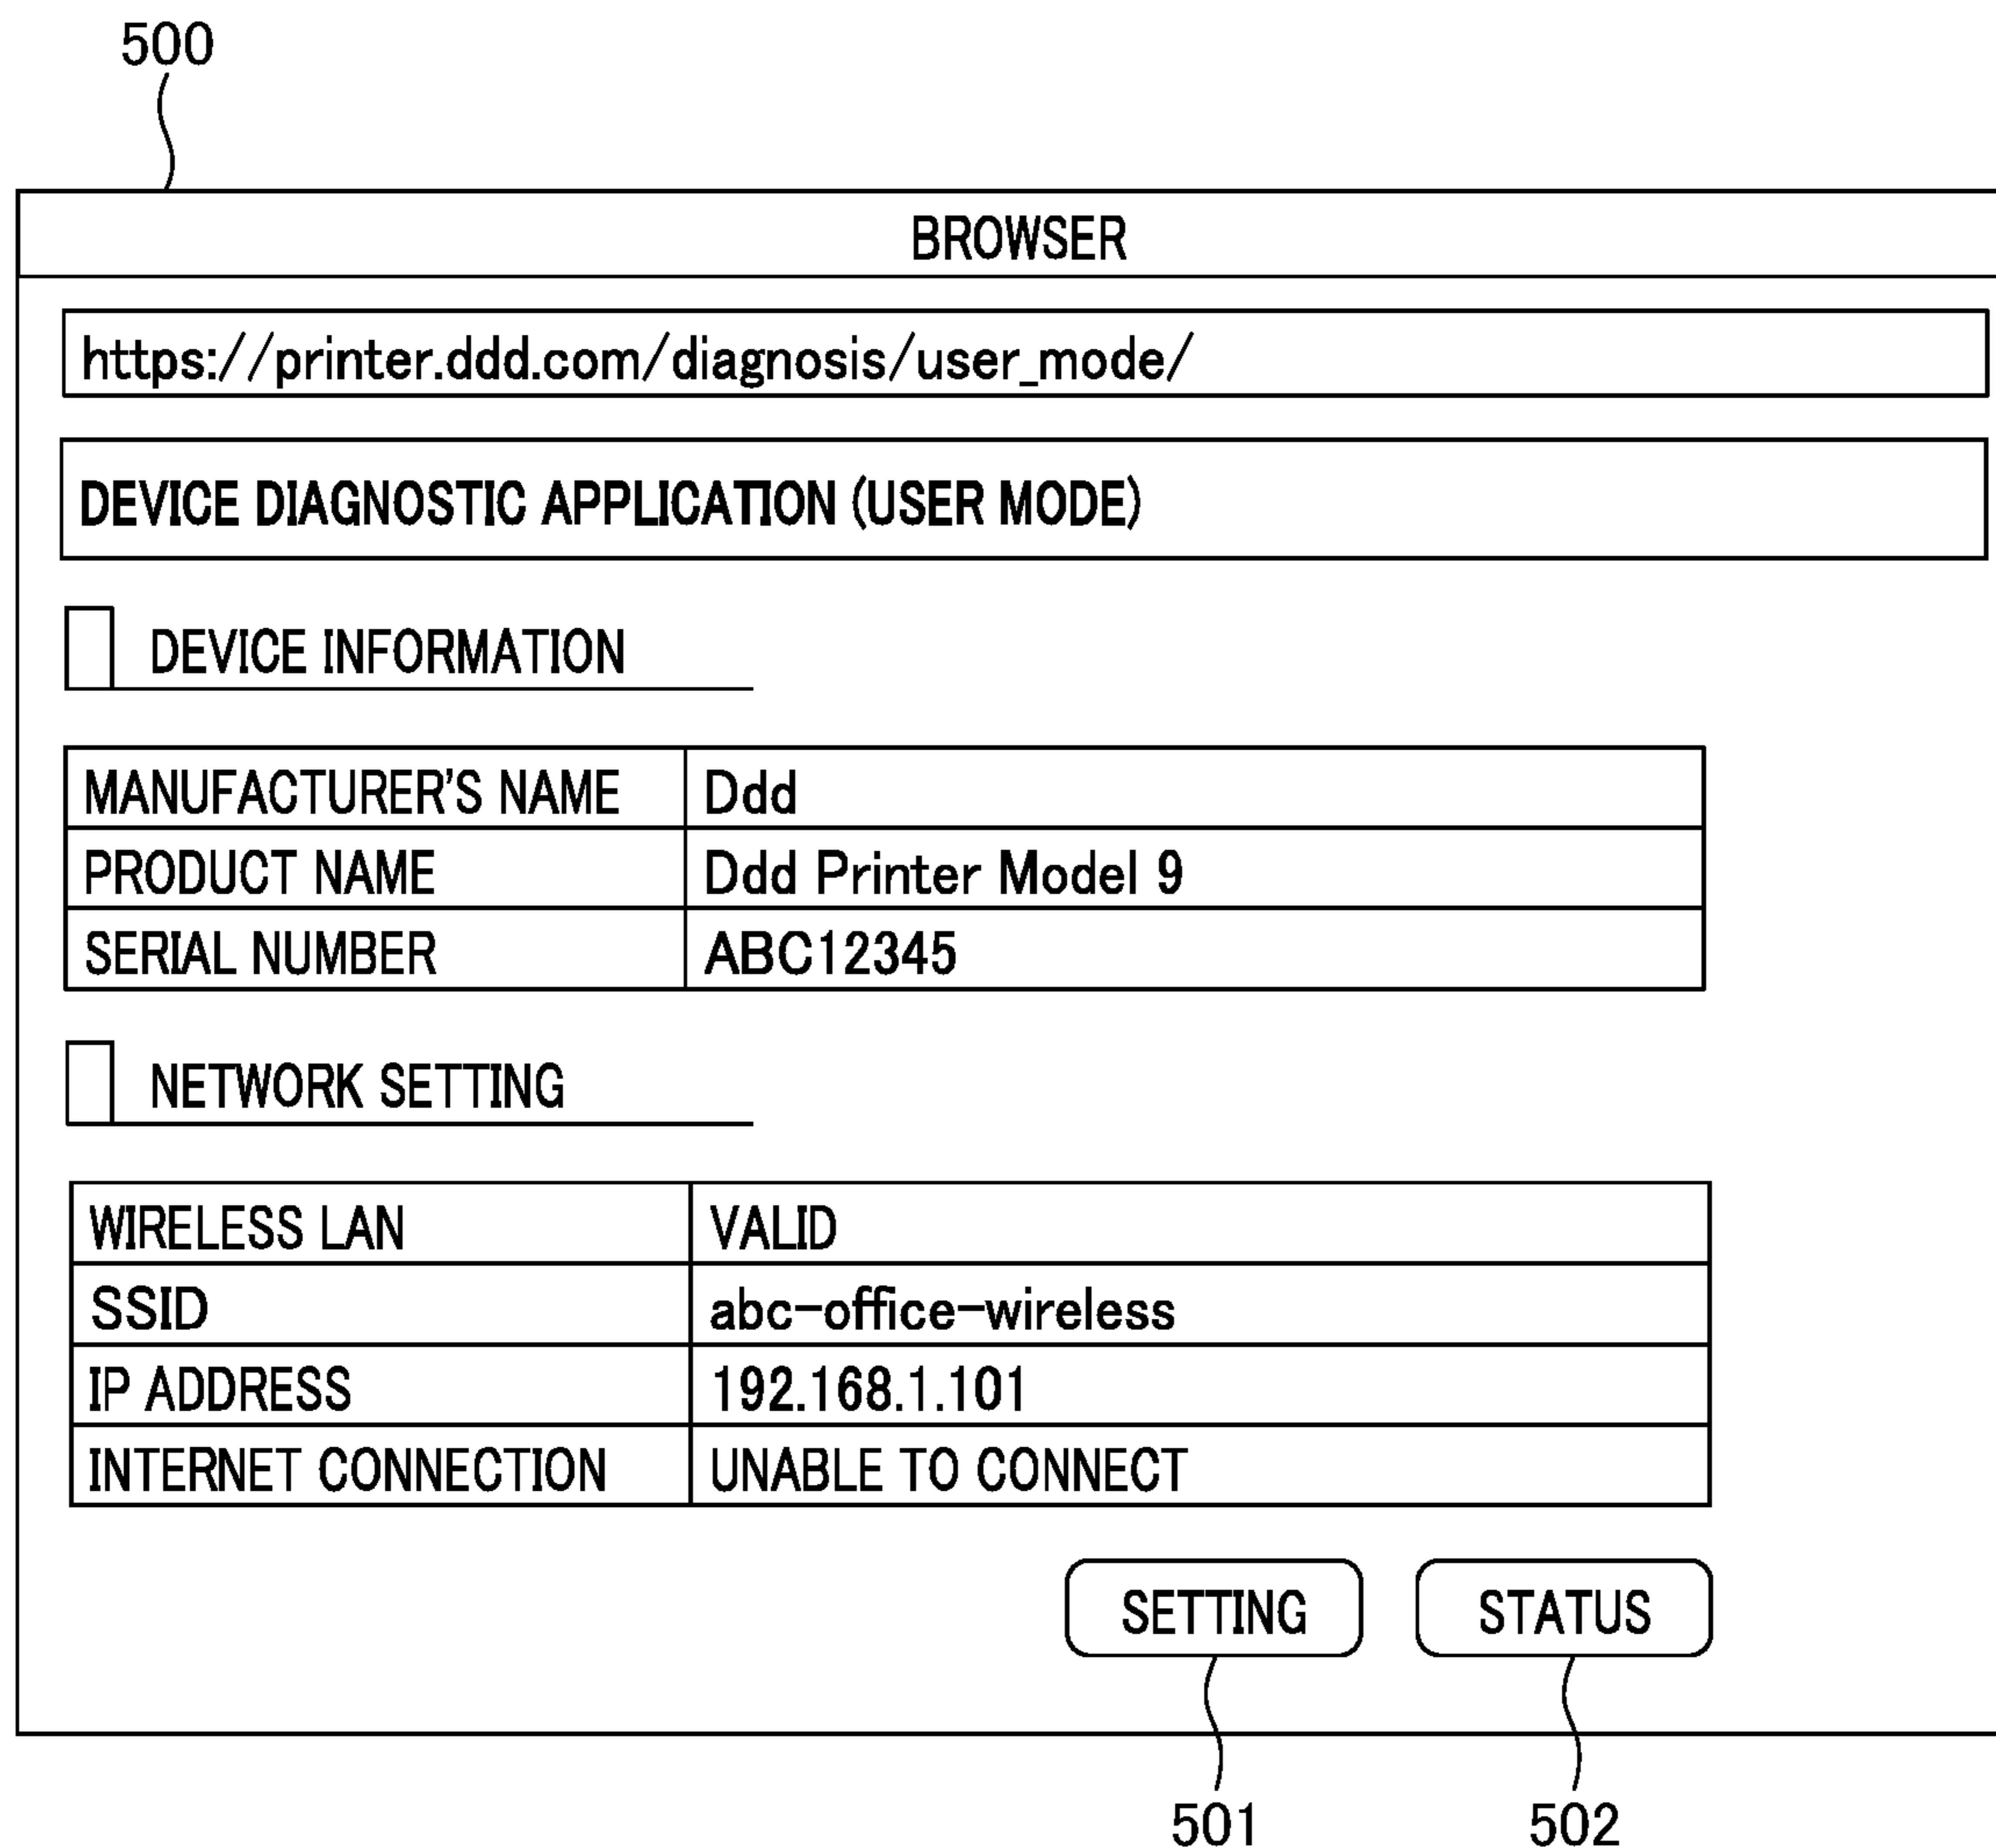 500
BROWSER
https://printer.ddd.com/diagnosis/user_mode/
DEVICE DIAGNOSTIC APPLICATION (USER MODE)
DEVICE INFORMATION
MANUFACTURER'S NAME Ddd
PRODUCT NAME Ddd Printer Model 9
SERIAL NUMBER ABC12345
NETWORK SETTING
WIRELESS LAN VALID
SSID abc-office-wireless
IP ADDRESS 192.168.1.101
INTERNET CONNECTION UNABLE TO CONNECT
SETTING STATUS
501 502